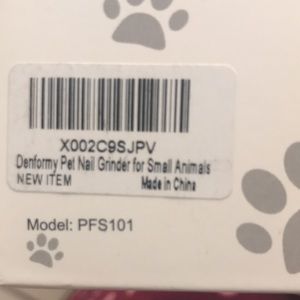 X002C9SJPV
Denformy Pet Nail Grinder for Small Animals
NEW ITEM Made in China
Model: PFS101